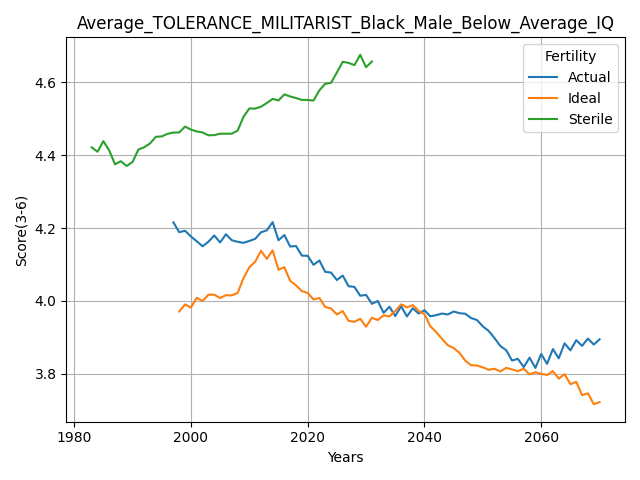 Average_TOLERANCE_MILITARIST_Black_Male_Below_Average_IQ
Fertility
Actual
Ideal
Sterile
Score(3-6)
4.6
4.4
4.2
4.0
3.8
1980 2000 2020 2040 2060
Years